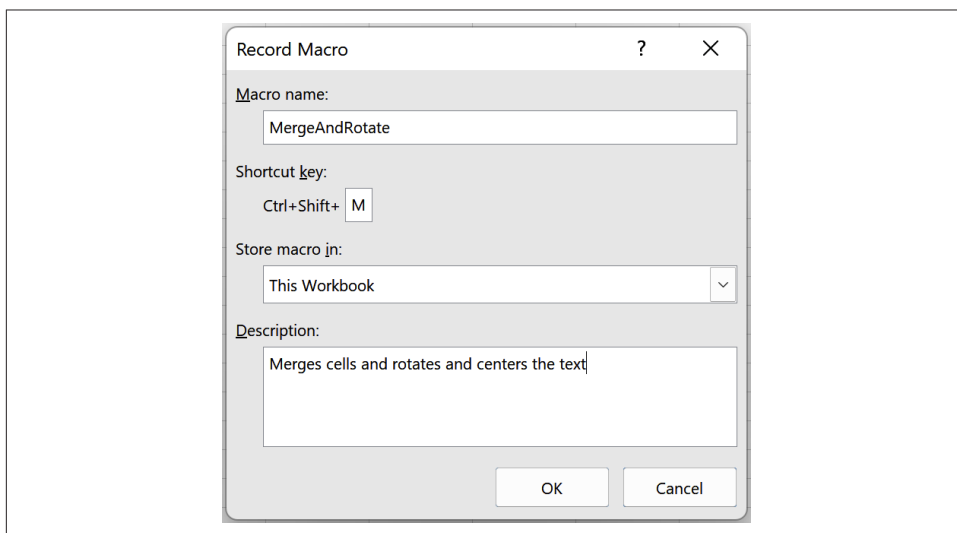 Record Macro ?
Macro name:
MergeAndRotate
Shortcut key:
Ctrl+Shift+ M
Store macro in:
This Workbook
Description:
Merges cells and rotates and centers the text
OK Cancel